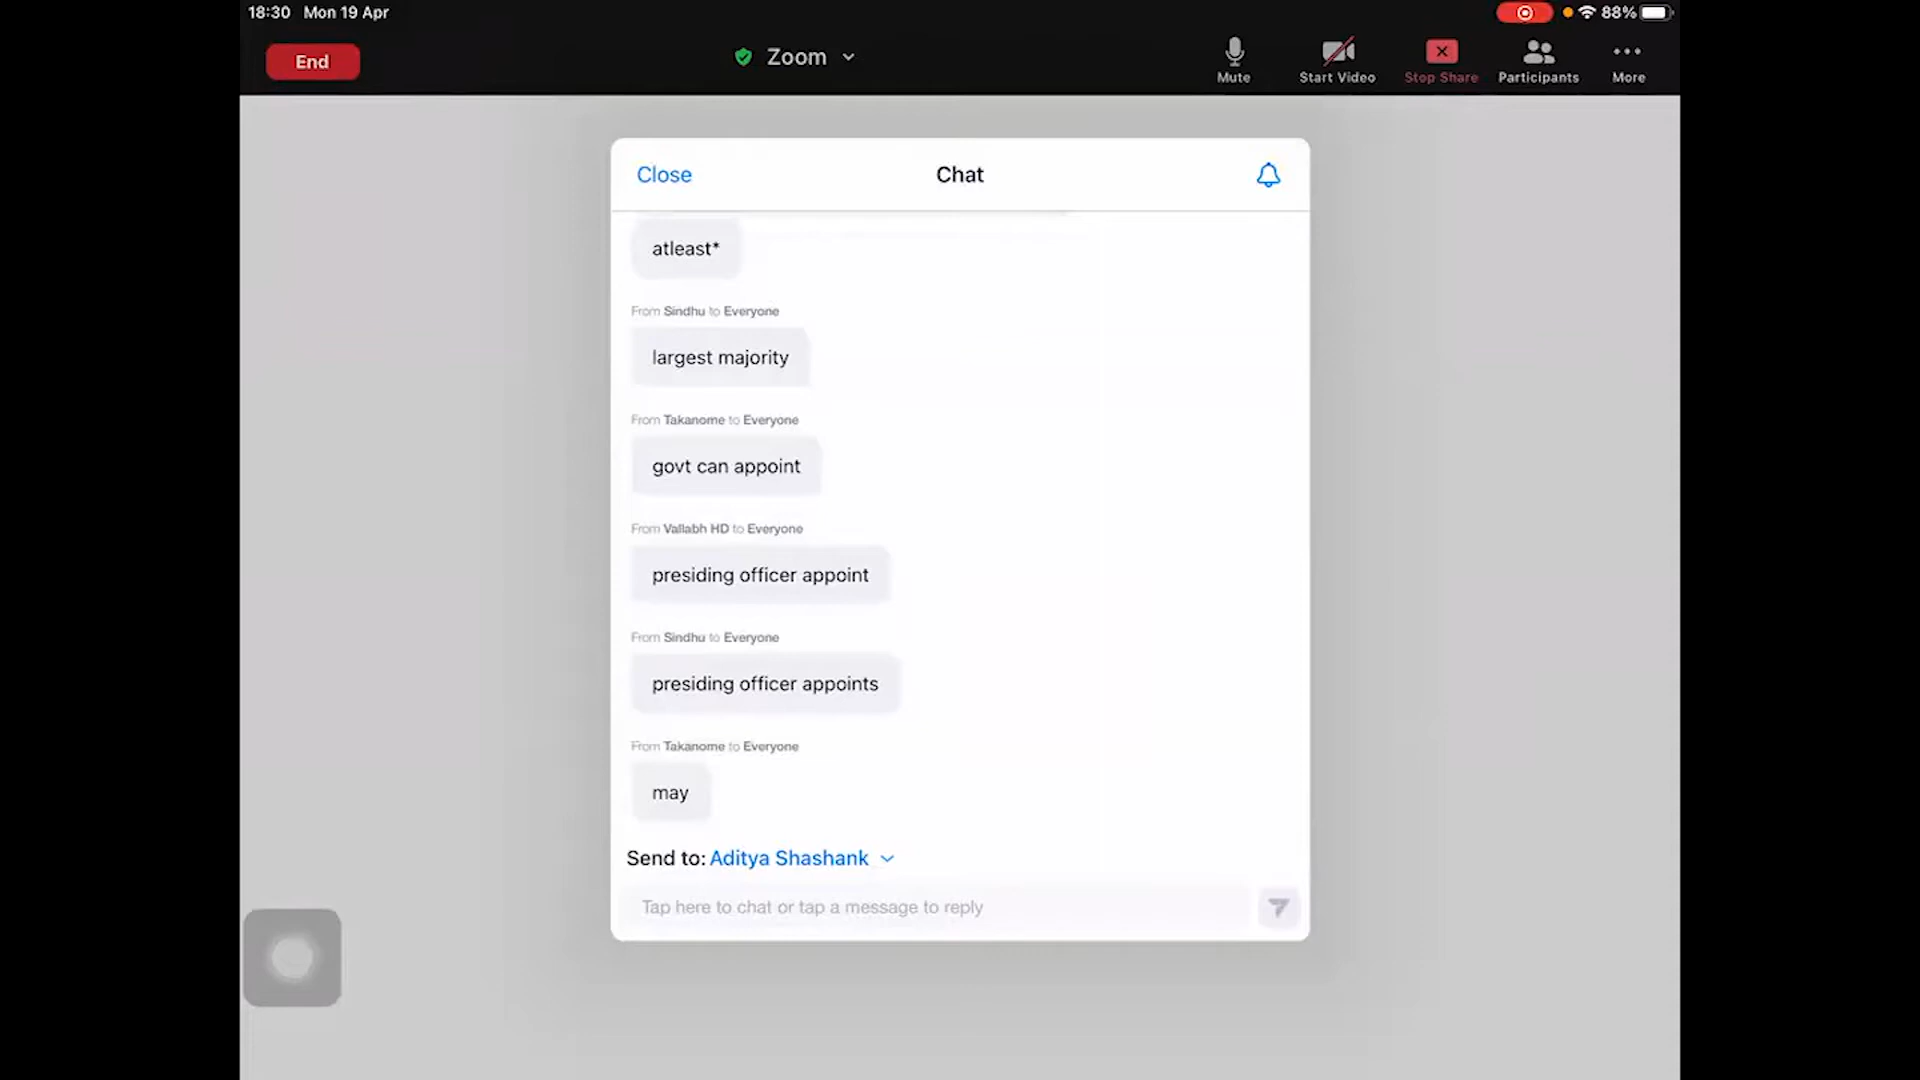 18:30 Mon 19 Apr
88%
End
Zoom
Mute
Start Video
Stop Share
Participants
More
Close
Chat
atleast*
From Sindhu to Everyone
largest majority
From Takanome to Everyone
govt can appoint
From Vallabh HD to Everyone
presiding officer appoint
From Sindhu to Everyone
presiding officer appoints
From Takanome to Everyone
may
Send to: Aditya Shashank
Tap here to chat or tap a message to reply